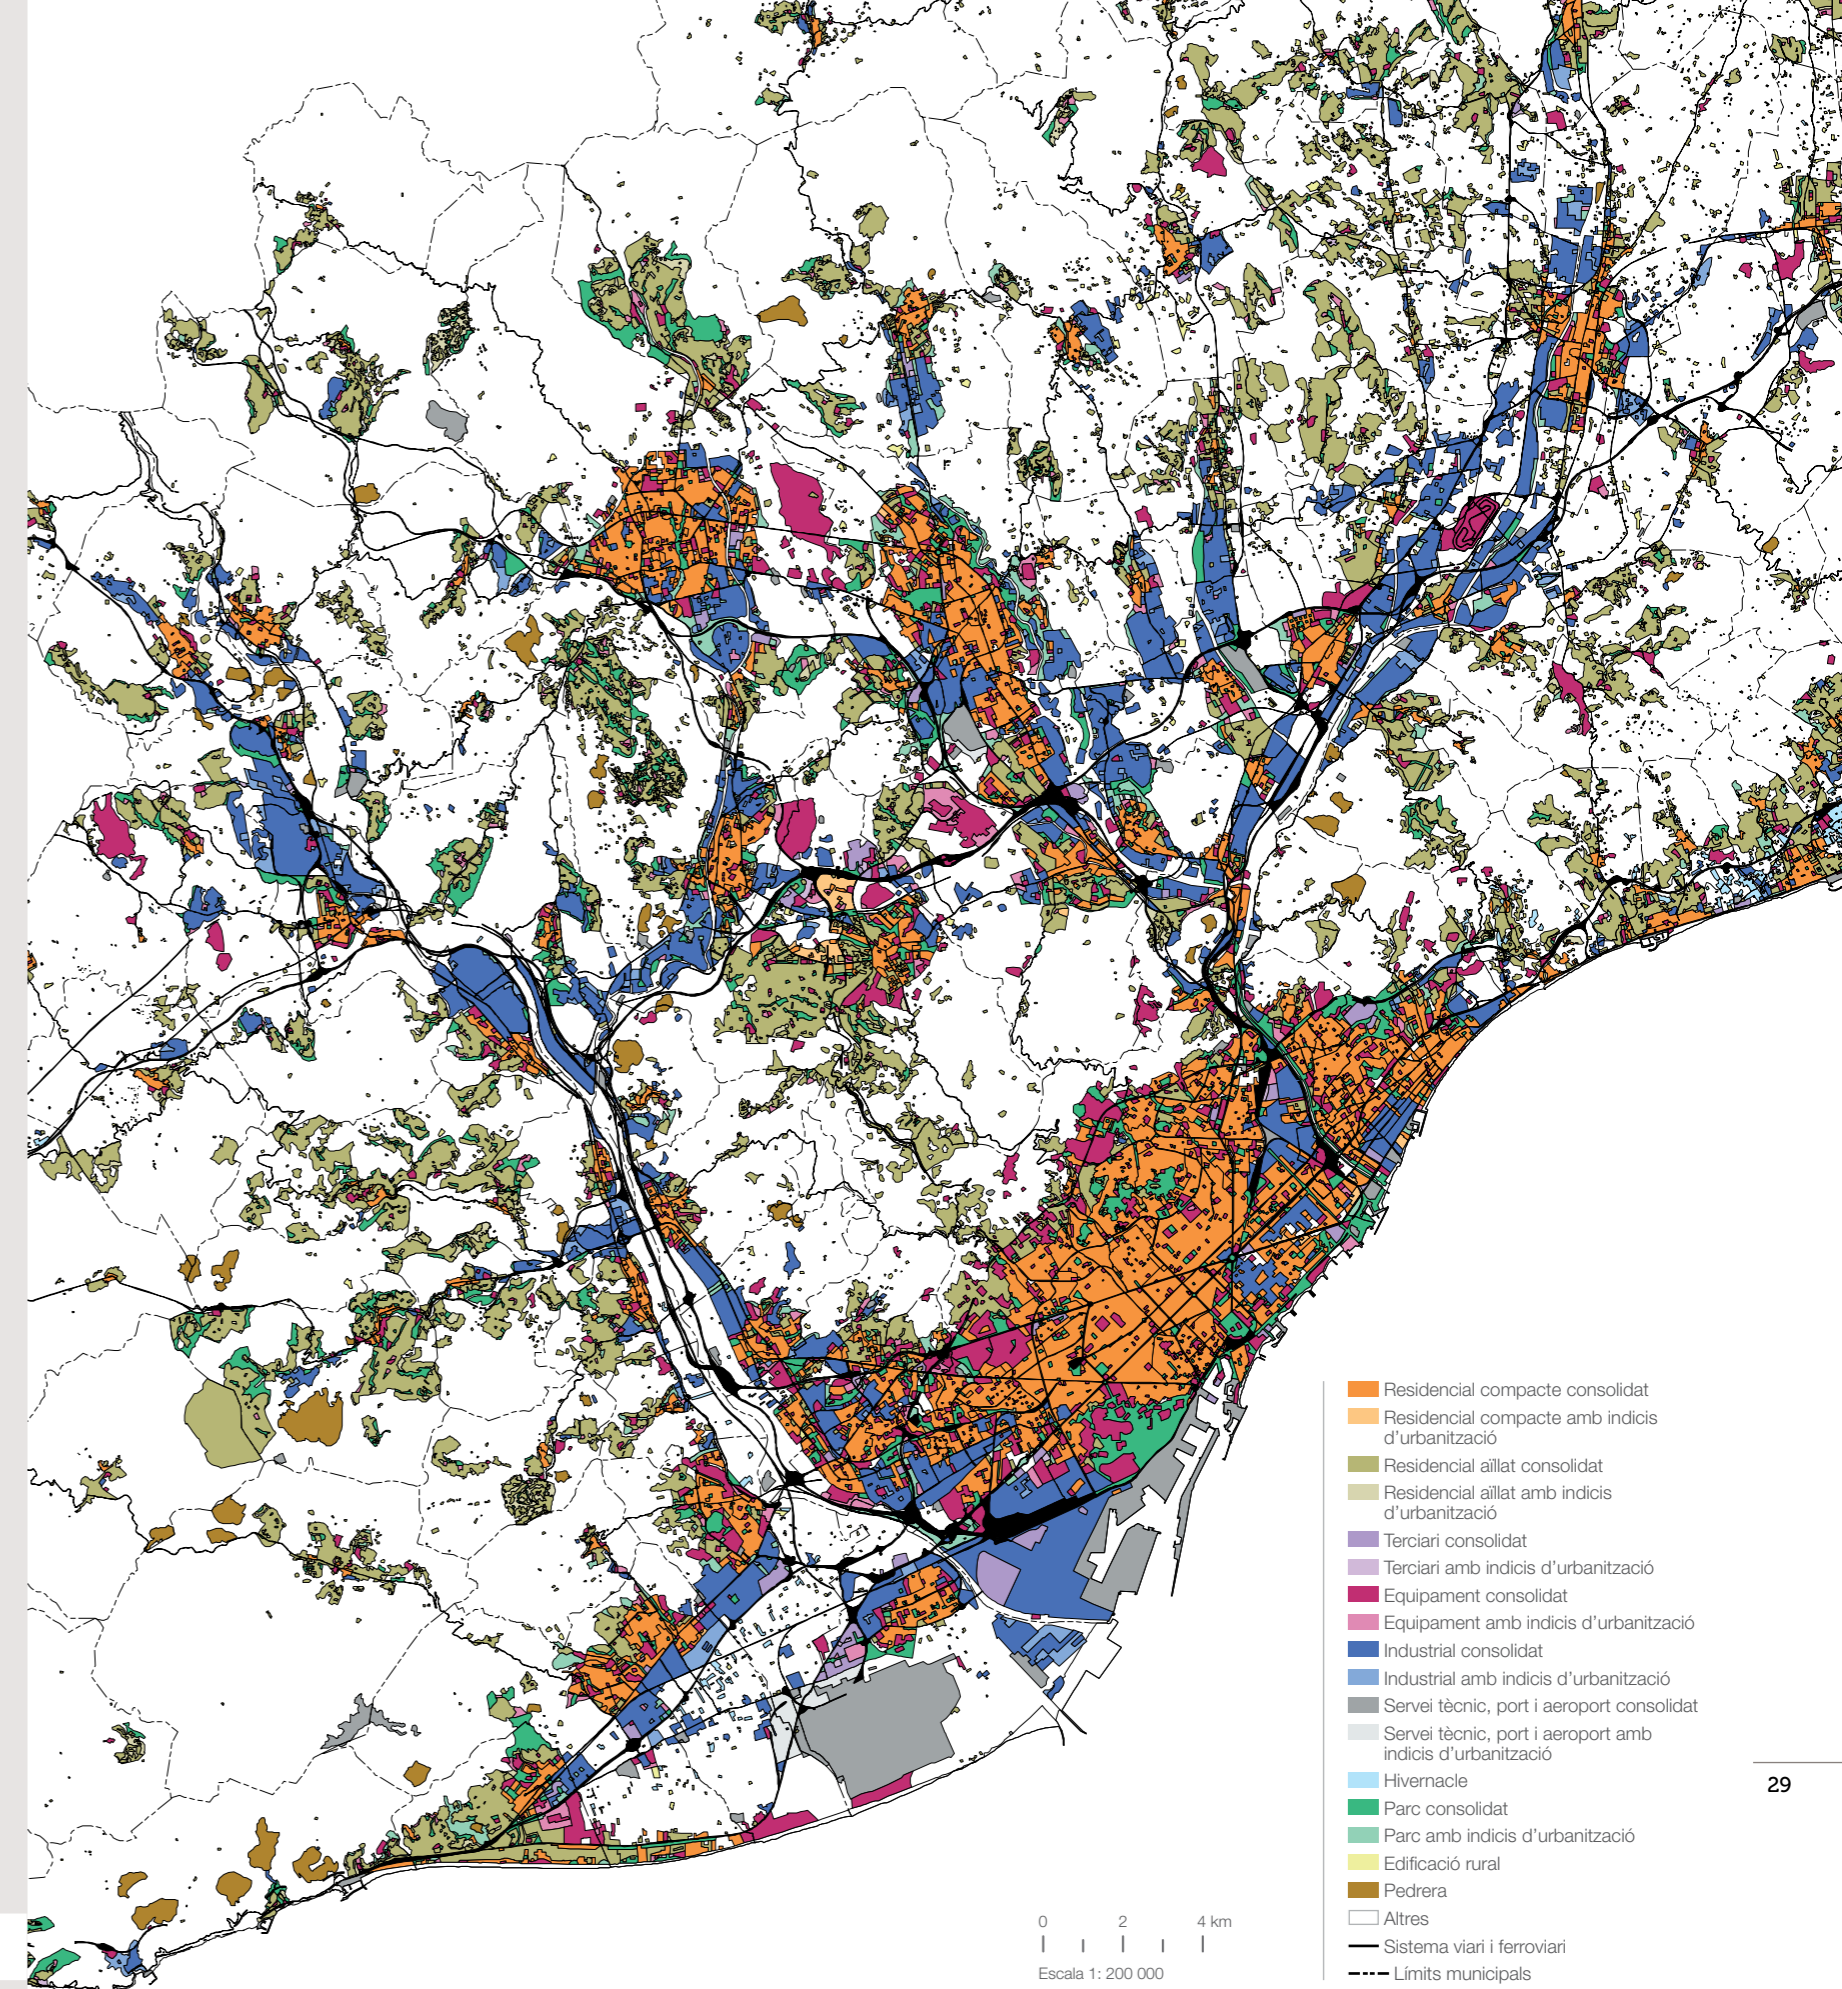 Residencial compacte consolidat
Residencial compacte amb indicis
d'urbanització
Residencial aïllat consolidat
Residencial aïllat amb indicis
d'urbanització
Terciari consolidat
Terciari amb indicis d'urbanització
Equipament consolidat
Equipament amb indicis d'urbanització
Industrial consolidat
Industrial amb indicis d'urbanització
Servei tècnic, port i aeroport consolidat
Servei tècnic, port i aeroport amb
indicis d'urbanització
Hivernacle
Parc consolidat
Parc amb indicis d'urbanització
Edificació rural
Pedrera
Altres
Sistema viari i ferroviari
Límits municipals
0 2 4 km
Escala 1: 200 000
29